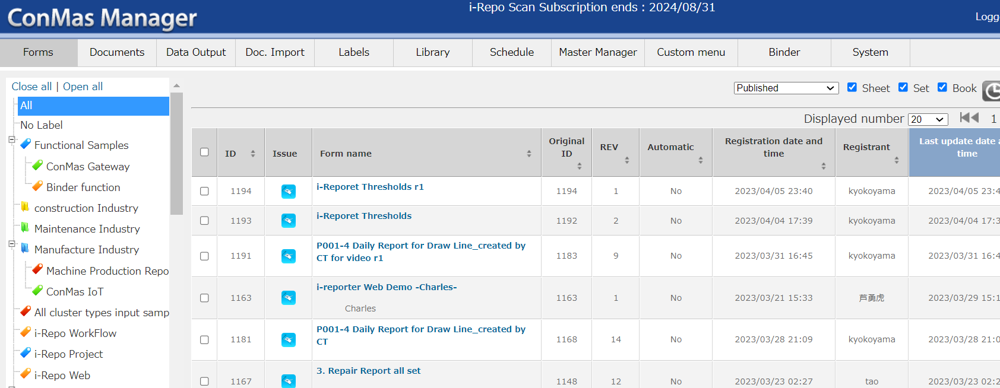 ConMas Manager
i-Repo Scan Subscription ends : 2024/08/31
Logg
Forms Documents Data Output Doc. Import Labels Library Schedule Master Manager Custom menu Binder System
Close all | Open all
All
No Label
Functional Samples
ConMas Gateway
Binder function
construction Industry
Maintenance Industry
Manufacture Industry
Machine Production Repo
ConMas IoT
All cluster types input samp
i-Repo WorkFlow
i-Repo Project
i-Repo Web
Published Sheet Set Book
Displayed number 20 1
ID Issue Form name Original ID REV Automatic Registration date and time Registrant Last update date a time
1194 i-Reporet Thresholds r1 1194 1 No 2023/04/05 23:40 kyokoyama 2023/04/05 23:4
1193 i-Reporet Thresholds 1192 2 No 2023/04/04 17:39 kyokoyama 2023/04/04 17:3
P001-4 Daily Report for Draw Line_created by
1191 CT for video r1 1183 9 No 2023/03/31 16:45 kyokoyama 2023/03/31 16:4
1163 i-reporter Web Demo -Charles- 1163 1 No 2023/03/21 15:33 芦勇虎 2023/03/29 15:1
Charles
P001-4 Daily Report for Draw Line_created by
1181 CT 1168 14 No 2023/03/28 21:09 kyokoyama 2023/03/28 21:0
3. Repair Report all set
1167 1148 12 No 2023/03/23 02:27 tao 2023/03/23 02:2